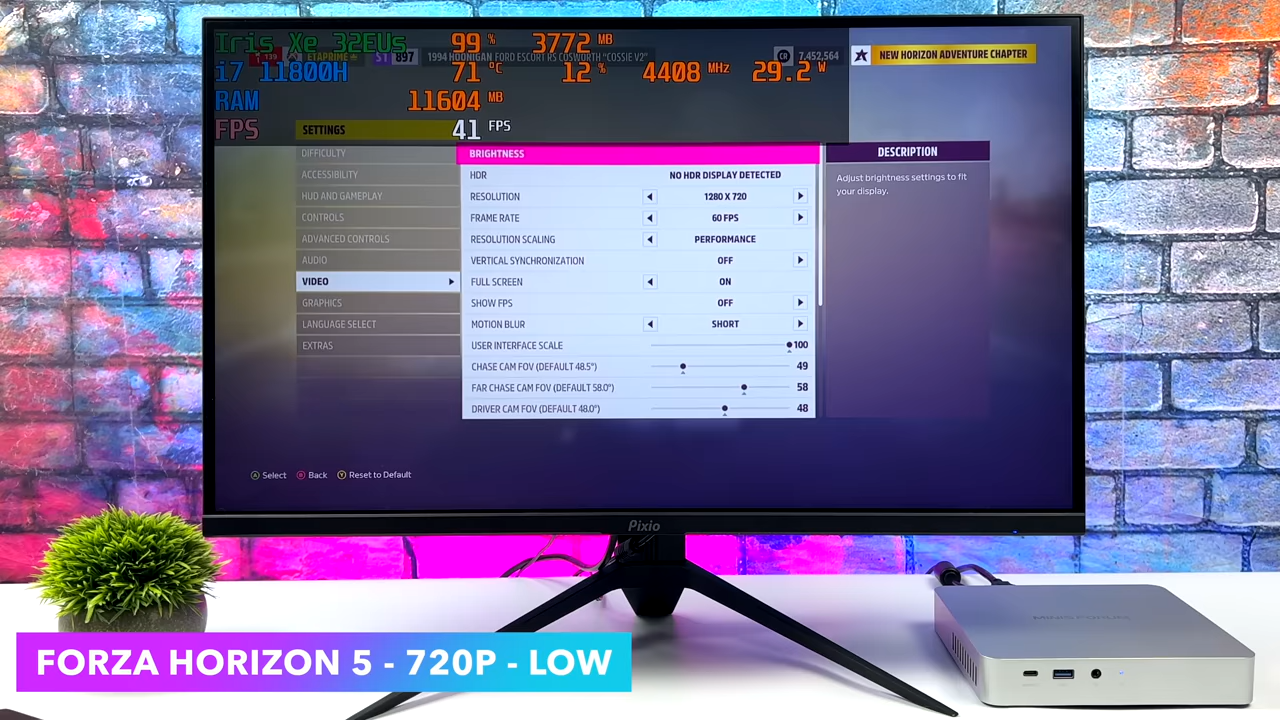 Iris Xe 32EUs 99 % 3772 MB
i7 11800H 71 °C 12 % 4408 MHz 29.2 W
RAM 11604 MB
FPS 41 FPS
139 ETAPRIME S1 897 1994 HOONIGAN FORD ESCORT RS COSWORTH "COSSIE V2" CR 7,452,564
NEW HORIZON ADVENTURE CHAPTER
SETTINGS
DIFFICULTY
ACCESSIBILITY
HUD AND GAMEPLAY
CONTROLS
ADVANCED CONTROLS
AUDIO
VIDEO
GRAPHICS
LANGUAGE SELECT
EXTRAS
BRIGHTNESS
HDR NO HDR DISPLAY DETECTED
RESOLUTION 1280 X 720
FRAME RATE 60 FPS
RESOLUTION SCALING PERFORMANCE
VERTICAL SYNCHRONIZATION OFF
FULL SCREEN ON
SHOW FPS OFF
MOTION BLUR SHORT
USER INTERFACE SCALE 100
CHASE CAM FOV (DEFAULT 48.5°) 49
FAR CHASE CAM FOV (DEFAULT 58.0°) 58
DRIVER CAM FOV (DEFAULT 48.0°) 48
DESCRIPTION
Adjust brightness settings to fit
your display.
A Select B Back Y Reset to Default
Pixio
MINISFORUM
FORZA HORIZON 5 - 720P - LOW